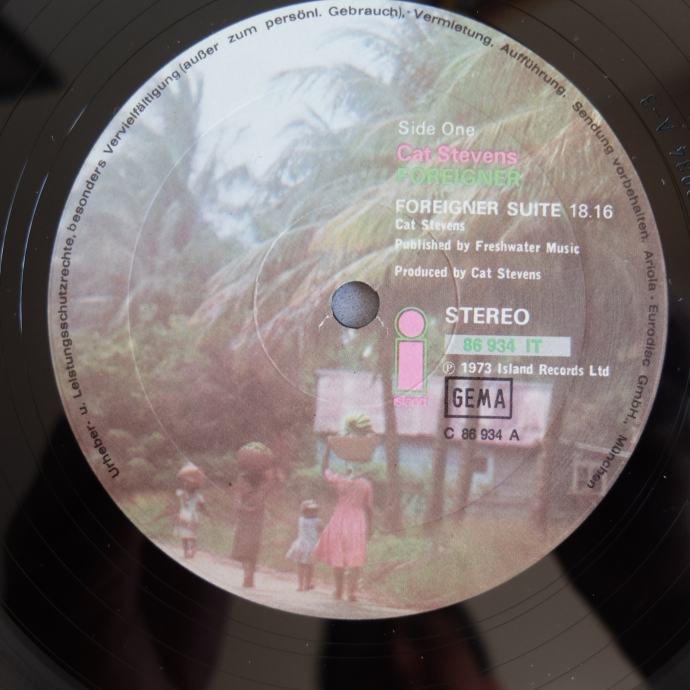 Urheber- u. Leistungsschutzrechte, besonders Vervielfältigung (außer zum persönl. Gebrauch), Vermietung, Aufführung, Sendung vorbehalten. Ariola · Eurodisc GmbH., München
Side One
Cat Stevens
FOREIGNER
FOREIGNER SUITE 18.16
Cat Stevens
Published by Freshwater Music
Produced by Cat Stevens
STEREO
86 934 IT
℗ 1973 Island Records Ltd
island
GEMA
C 86 934 A